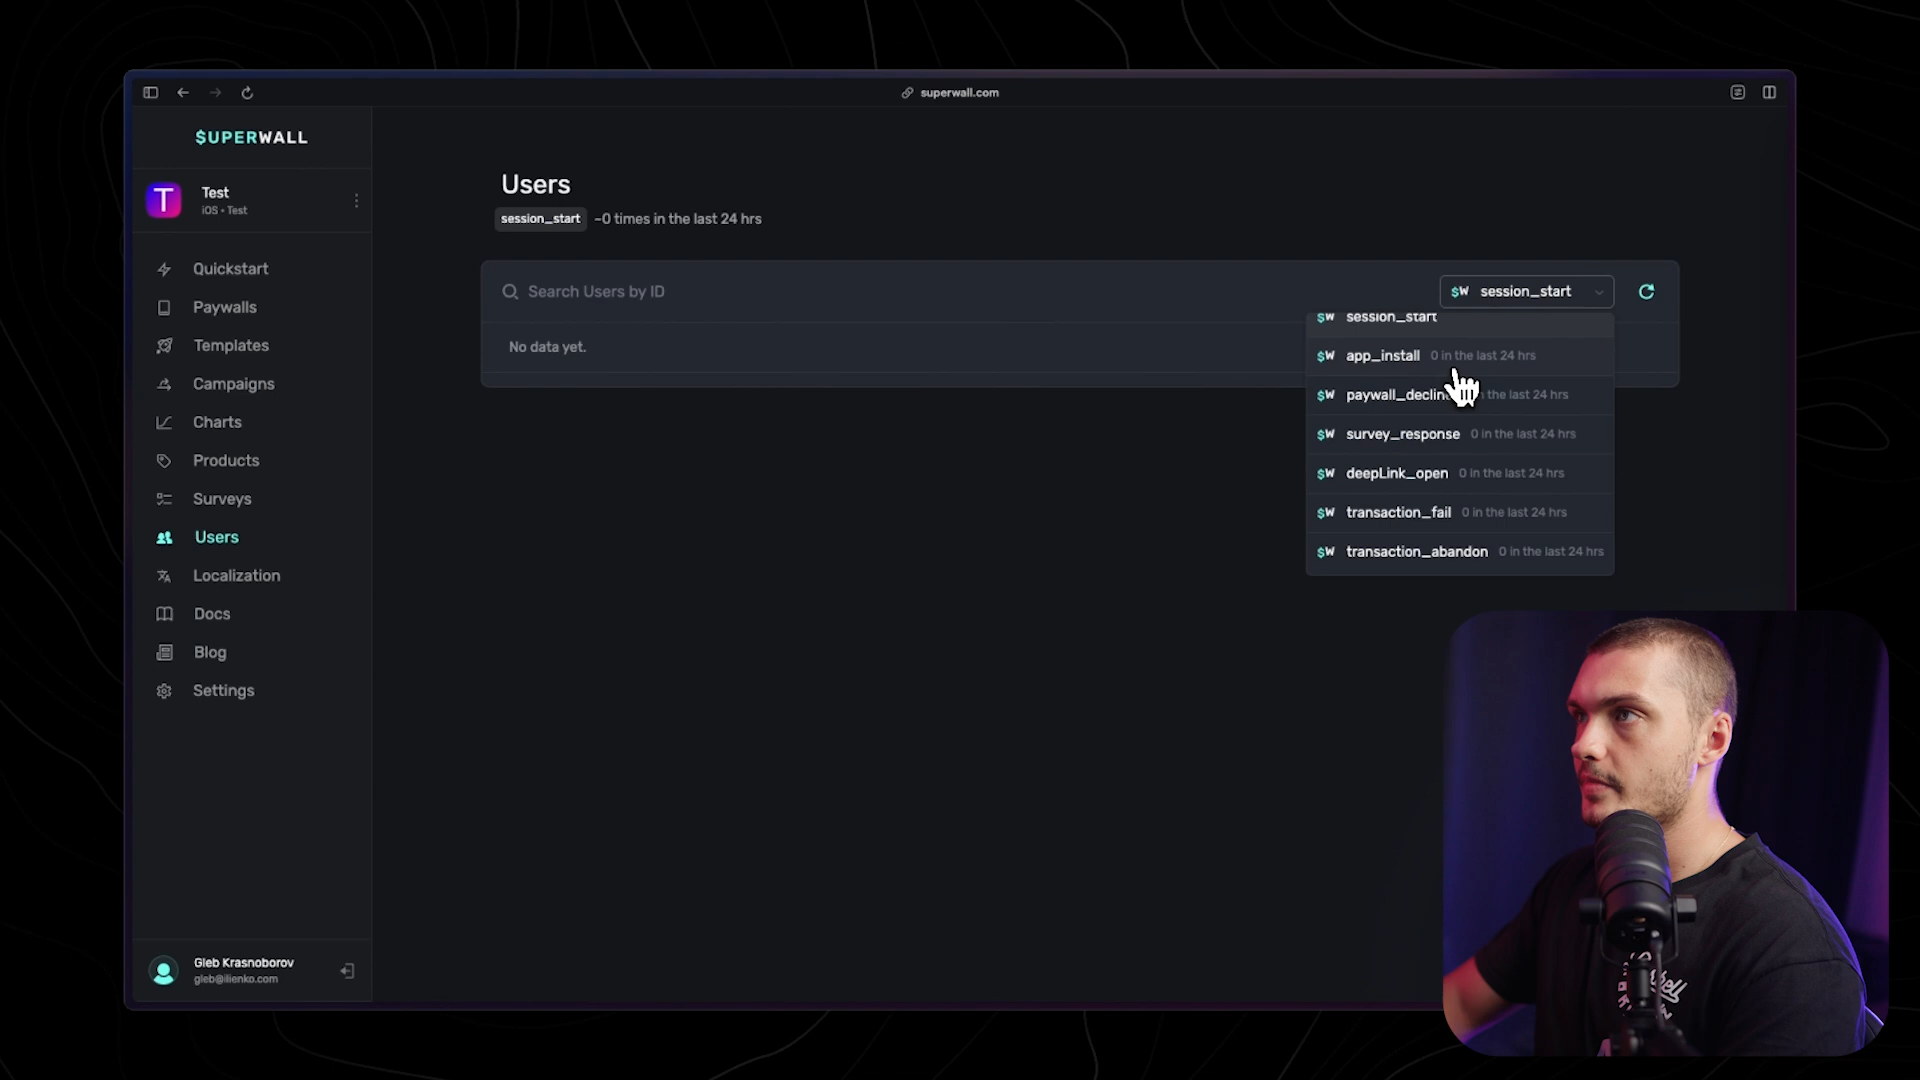 superwall.com
$UPERWALL
Test
iOS • Test
Quickstart
Paywalls
Templates
Campaigns
Charts
Products
Surveys
Users
Localization
Docs
Blog
Settings
Gleb Krasnoborov
gleb@ilienko.com
Users
session_start ~0 times in the last 24 hrs
Search Users by ID
$W session_start
No data yet.
$W session_start
$W app_install 0 in the last 24 hrs
$W paywall_declin the last 24 hrs
$W survey_response 0 in the last 24 hrs
$W deepLink_open 0 in the last 24 hrs
$W transaction_fail 0 in the last 24 hrs
$W transaction_abandon 0 in the last 24 hrs